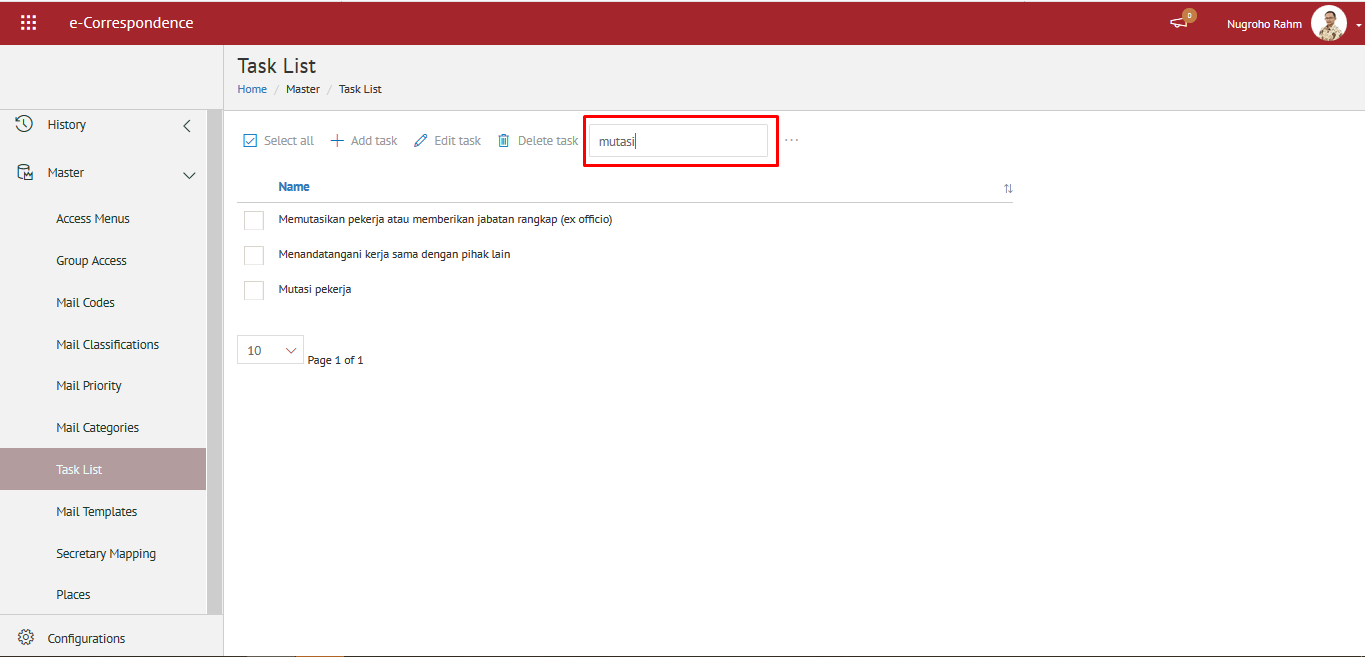 e-Correspondence
0
Nugroho Rahm
Task List
Home / Master / Task List
History
Master
Access Menus
Group Access
Mail Codes
Mail Classifications
Mail Priority
Mail Categories
Task List
Mail Templates
Secretary Mapping
Places
Configurations
Select all Add task Edit task Delete task mutasi ...
Name
Memutasikan pekerja atau memberikan jabatan rangkap (ex officio)
Menandatangani kerja sama dengan pihak lain
Mutasi pekerja
10 Page 1 of 1